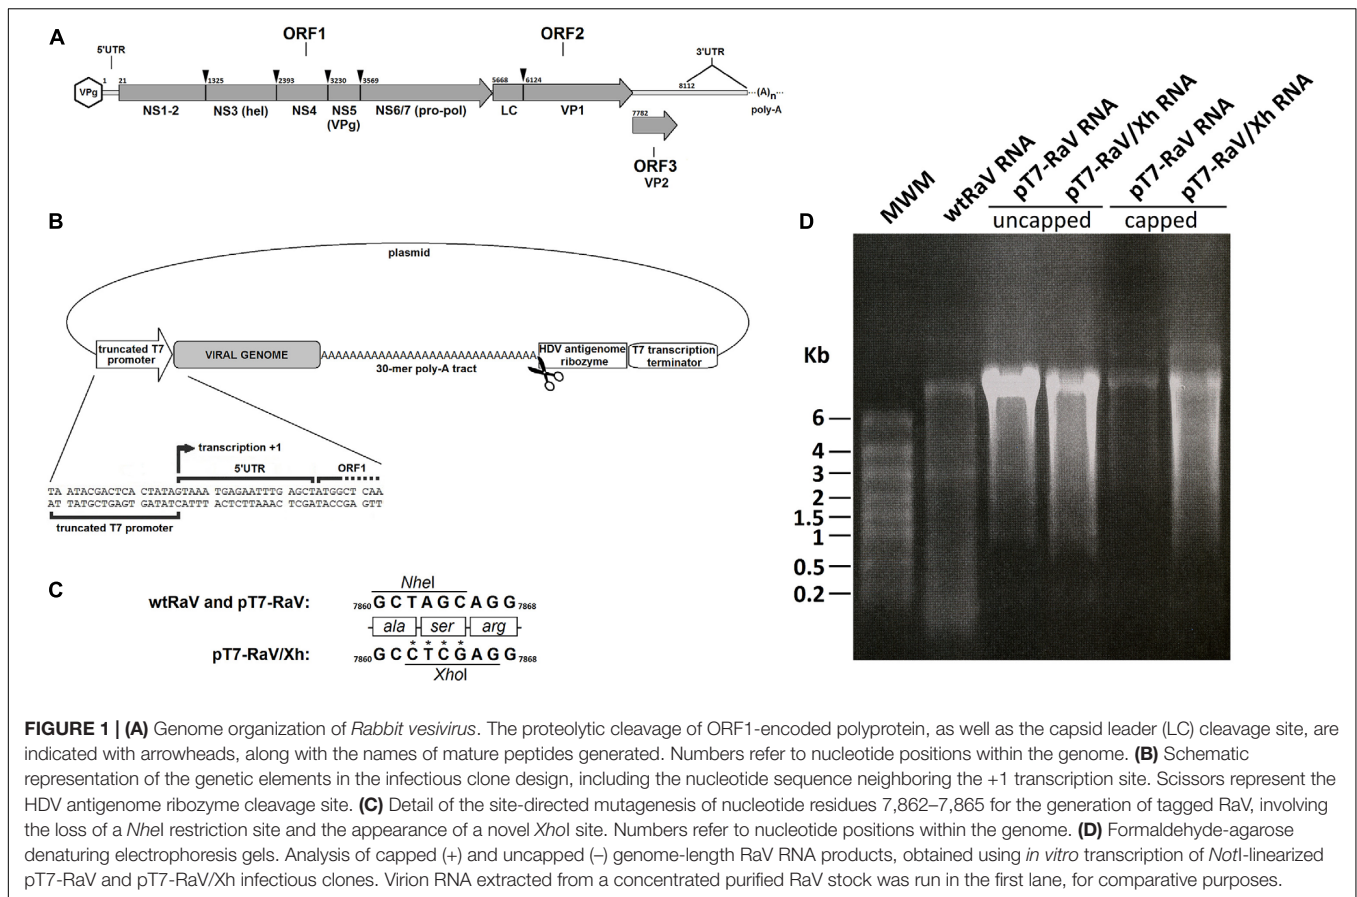 A
ORF1
ORF2
5'UTR
3'UTR
VPg
1
21
1325
2393
3230
3569
5668
6124
8112
(A)n
poly-A
NS1-2
NS3 (hel)
NS4
NS5
(VPg)
NS6/7 (pro-pol)
LC
VP1
7782
ORF3
VP2
B
plasmid
truncated T7
promoter
VIRAL GENOME
AAAAAAAAAAAAAAAAAAAAAAAAAAAAAA
30-mer poly-A tract
HDV antigenome
ribozyme
T7 transcription
terminator
transcription +1
5'UTR
ORF1
TA ATACGACTCA CTATAGTAAA TGAGAATTTG AGCTATGGCT CAA
AT TATGCTGAGT GATATCATTT ACTCTTAAAC TCGATACCGA GTT
truncated T7 promoter
C
NheI
wtRaV and pT7-RaV:
7860 G C T A G C A G G 7868
ala ser arg
* * * *
pT7-RaV/Xh:
7860 G C C T C G A G G 7868
XhoI
D
MWM
wtRaV RNA
pT7-RaV RNA
pT7-RaV/Xh RNA
pT7-RaV RNA
pT7-RaV/Xh RNA
uncapped
capped
Kb
6
4
3
2
1.5
1
0.5
0.2
FIGURE 1 | (A) Genome organization of Rabbit vesivirus. The proteolytic cleavage of ORF1-encoded polyprotein, as well as the capsid leader (LC) cleavage site, are
indicated with arrowheads, along with the names of mature peptides generated. Numbers refer to nucleotide positions within the genome. (B) Schematic
representation of the genetic elements in the infectious clone design, including the nucleotide sequence neighboring the +1 transcription site. Scissors represent the
HDV antigenome ribozyme cleavage site. (C) Detail of the site-directed mutagenesis of nucleotide residues 7,862–7,865 for the generation of tagged RaV, involving
the loss of a NheI restriction site and the appearance of a novel XhoI site. Numbers refer to nucleotide positions within the genome. (D) Formaldehyde-agarose
denaturing electrophoresis gels. Analysis of capped (+) and uncapped (–) genome-length RaV RNA products, obtained using in vitro transcription of NotI-linearized
pT7-RaV and pT7-RaV/Xh infectious clones. Virion RNA extracted from a concentrated purified RaV stock was run in the first lane, for comparative purposes.